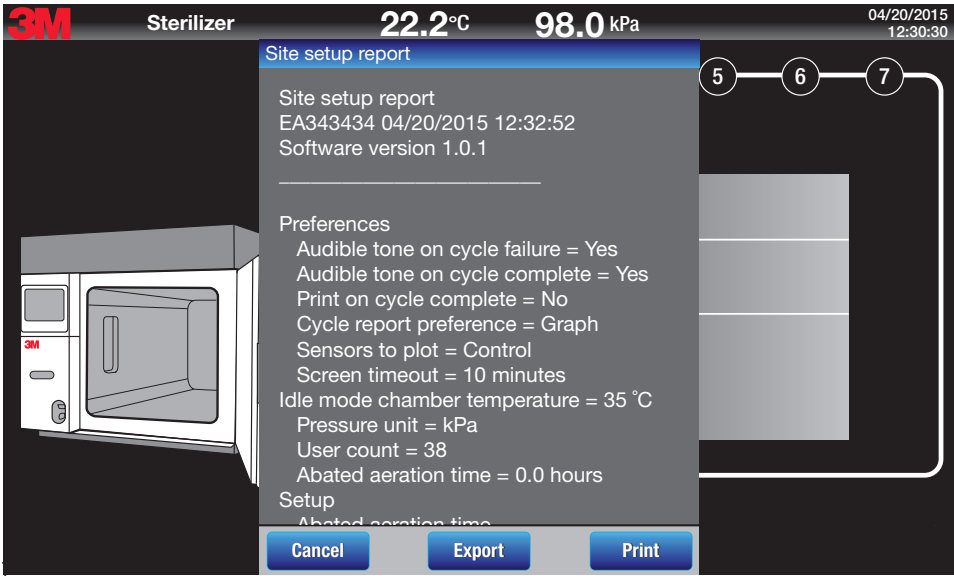 3M Sterilizer 22.2°C 98.0 kPa 04/20/2015
12:30:30
Site setup report
5 6 7
Site setup report
EA343434 04/20/2015 12:32:52
Software version 1.0.1
Preferences
Audible tone on cycle failure = Yes
Audible tone on cycle complete = Yes
Print on cycle complete = No
Cycle report preference = Graph
Sensors to plot = Control
3M
Screen timeout = 10 minutes
Idle mode chamber temperature = 35 °C
Pressure unit = kPa
User count = 38
Abated aeration time = 0.0 hours
Setup
Abated aeration time
Cancel Export Print